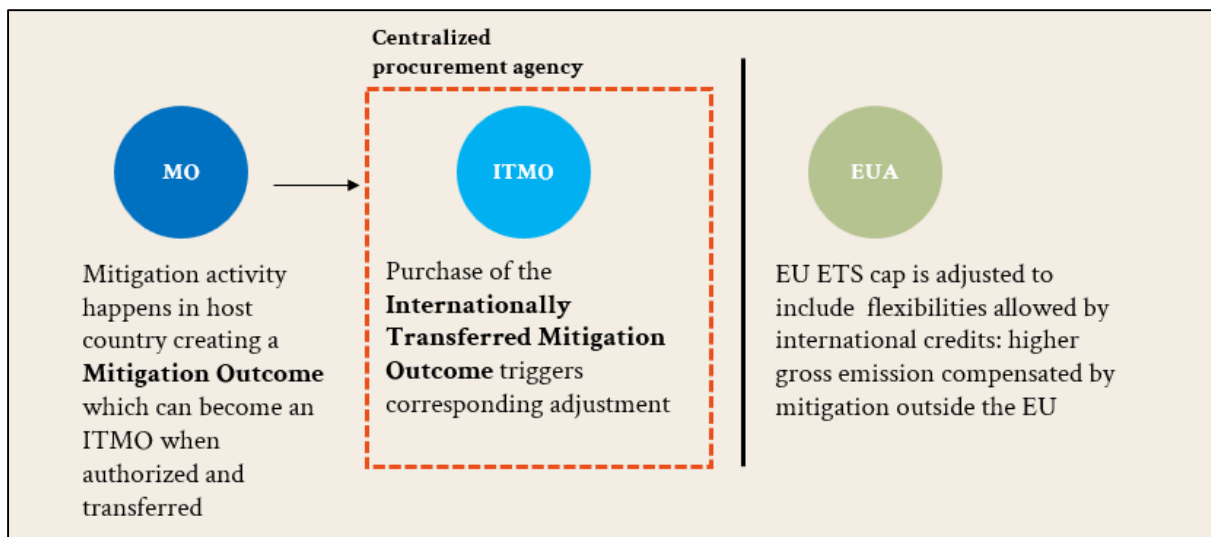 Centralized
procurement agency
MO
ITMO
EUA
Mitigation activity
happens in host
country creating a
Mitigation Outcome
which can become an
ITMO when
authorized and
transferred
Purchase of the
Internationally
Transferred Mitigation
Outcome triggers
corresponding adjustment
EU ETS cap is adjusted to
include  flexibilities allowed by
international credits: higher
gross emission compensated by
mitigation outside the EU